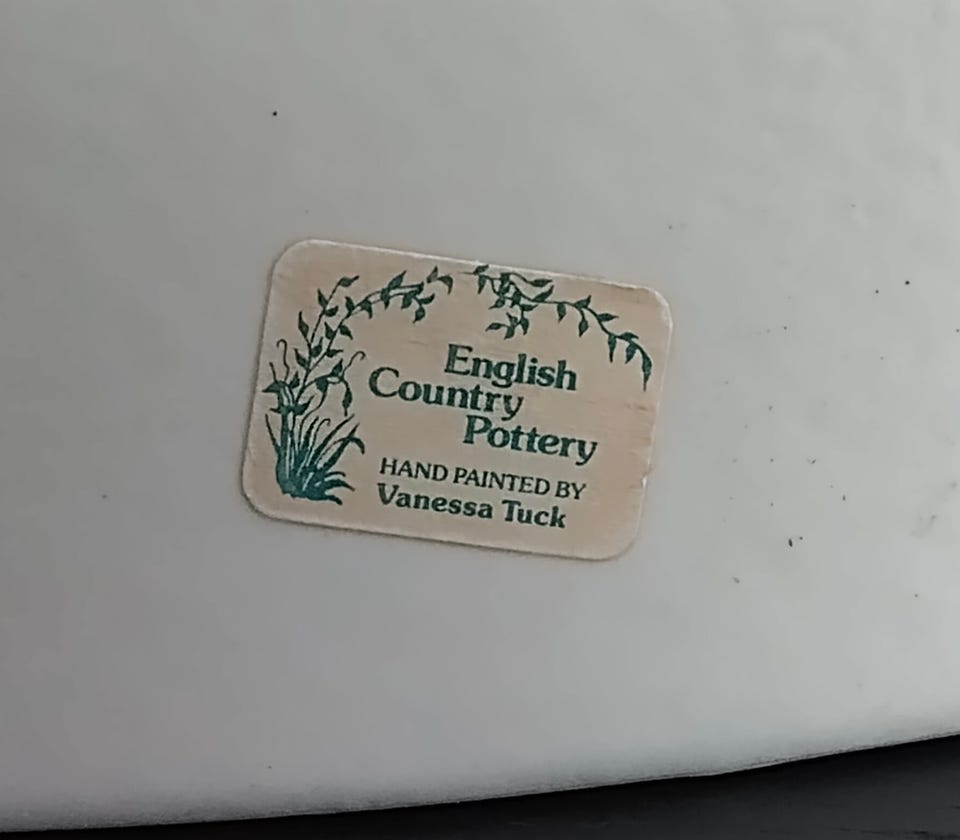 English
Country
Pottery
HAND PAINTED BY
Vanessa Tuck